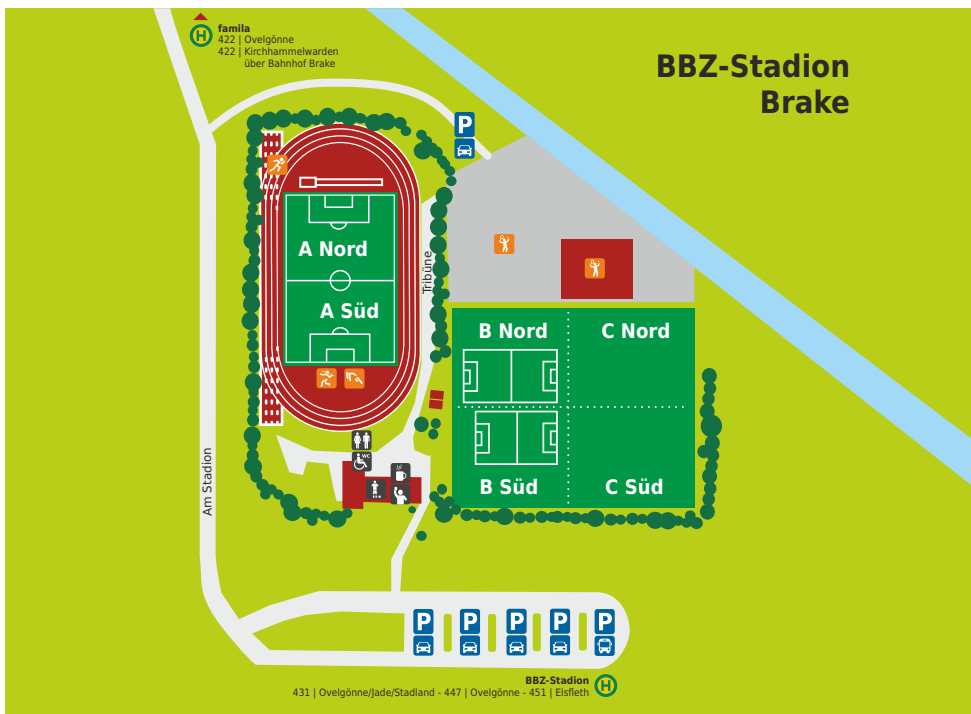 H
famila
422 | Ovelgönne
422 | Kirchhammelwarden
über Bahnhof Brake
BBZ-Stadion
Brake
P
A Nord
Tribüne
A Süd
B Nord
C Nord
WC
Am Stadion
B Süd
C Süd
P
P
P
P
P
BBZ-Stadion
431 | Ovelgönne/Jade/Stadland - 447 | Ovelgönne - 451 | Elsfleth
H